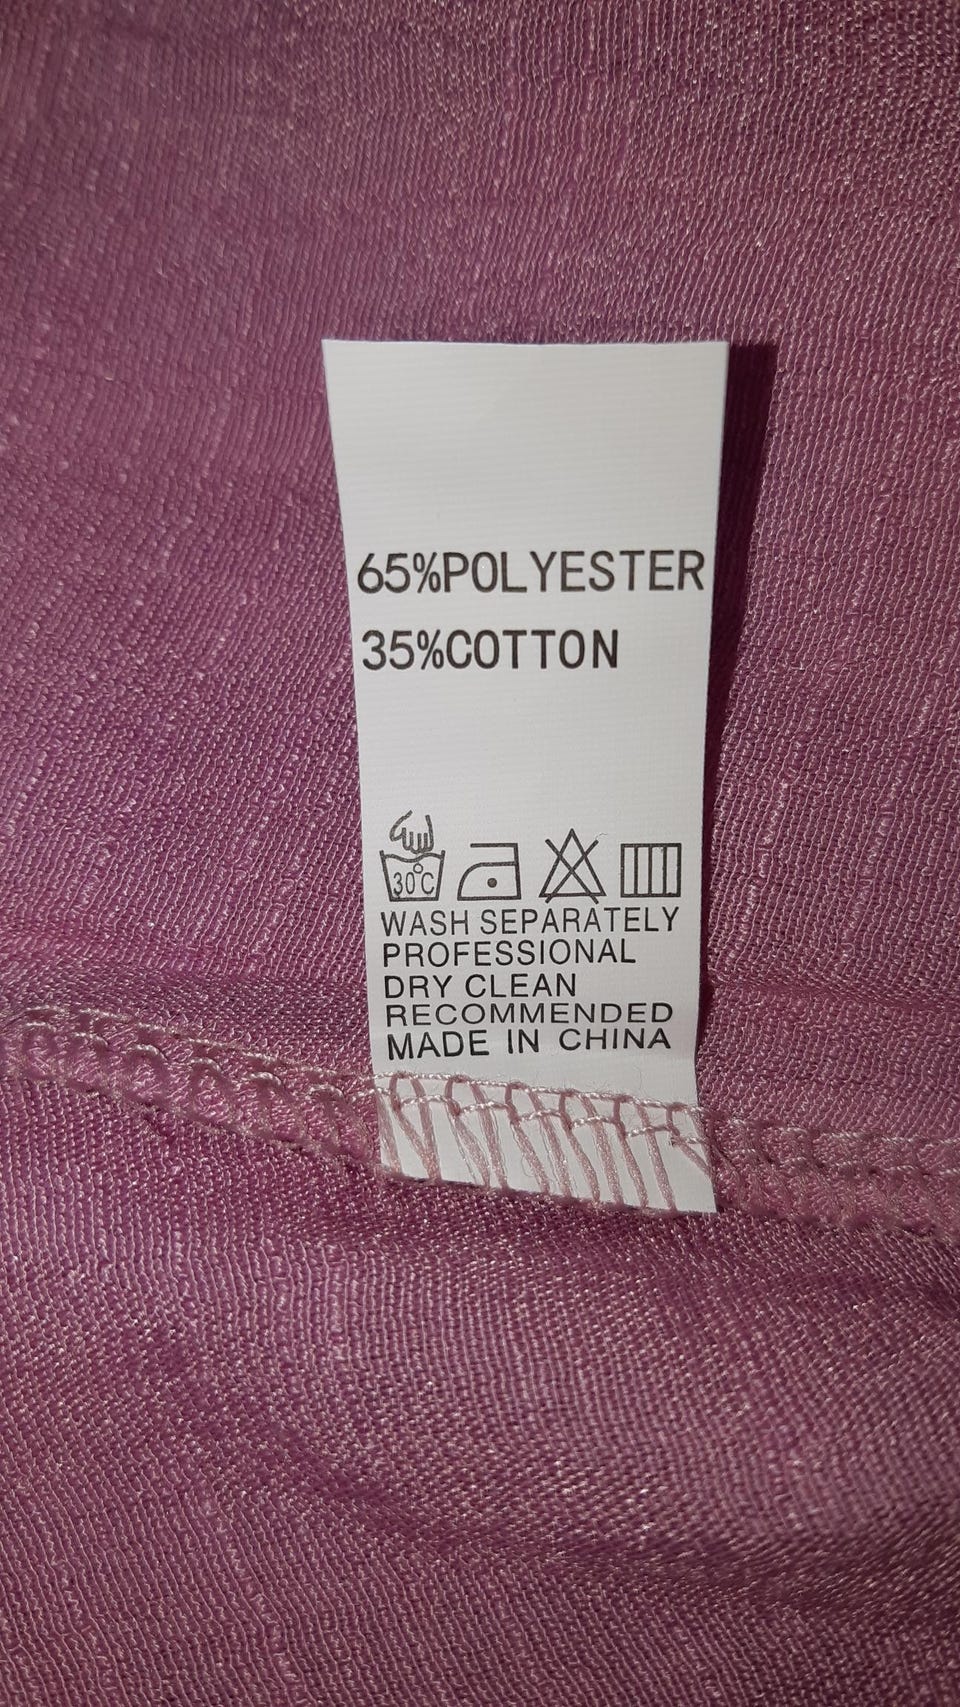 65%POLYESTER
35%COTTON
30°C
WASH SEPARATELY
PROFESSIONAL
DRY CLEAN
RECOMMENDED
MADE IN CHINA